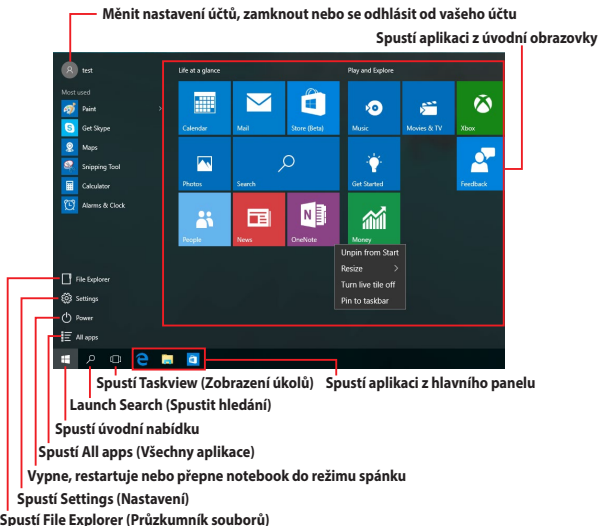 Měnit nastavení účtů, zamknout nebo se odhlásit od vašeho účtu
Spustí aplikaci z úvodní obrazovky
test
Life at a glance
Play and Explore
Most used
Paint
Get Skype
Maps
Snipping Tool
Calculator
Alarms & Clock
Calendar
Mail
Store (Beta)
Music
Movies & TV
Xbox
Photos
Search
Get Started
Feedback
People
News
OneNote
Money
Unpin from Start
Resize
Turn live tile off
Pin to taskbar
File Explorer
Settings
Power
All apps
Spustí Taskview (Zobrazení úkolů)
Spustí aplikaci z hlavního panelu
Launch Search (Spustit hledání)
Spustí úvodní nabídku
Spustí All apps (Všechny aplikace)
Vypne, restartuje nebo přepne notebook do režimu spánku
Spustí Settings (Nastavení)
Spustí File Explorer (Průzkumník souborů)